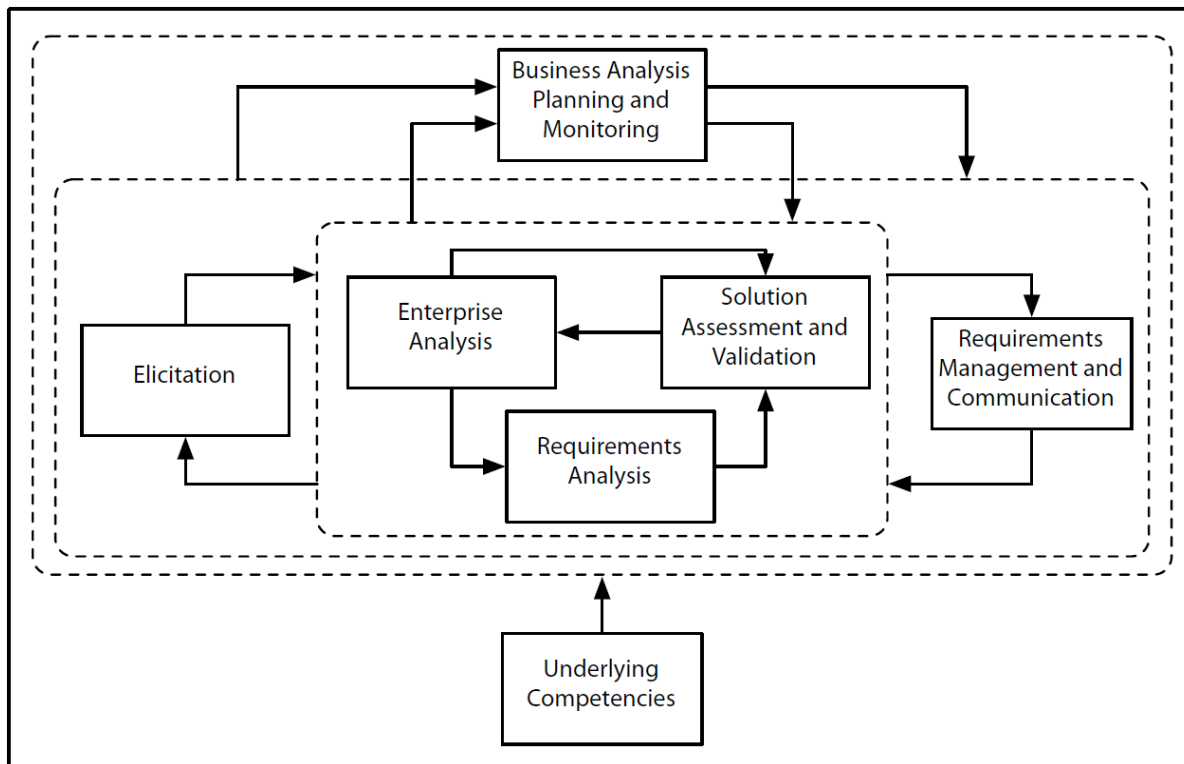 Business Analysis
Planning and
Monitoring
Enterprise
Analysis
Solution
Assessment and
Validation
Elicitation
Requirements
Management and
Communication
Requirements
Analysis
Underlying
Competencies